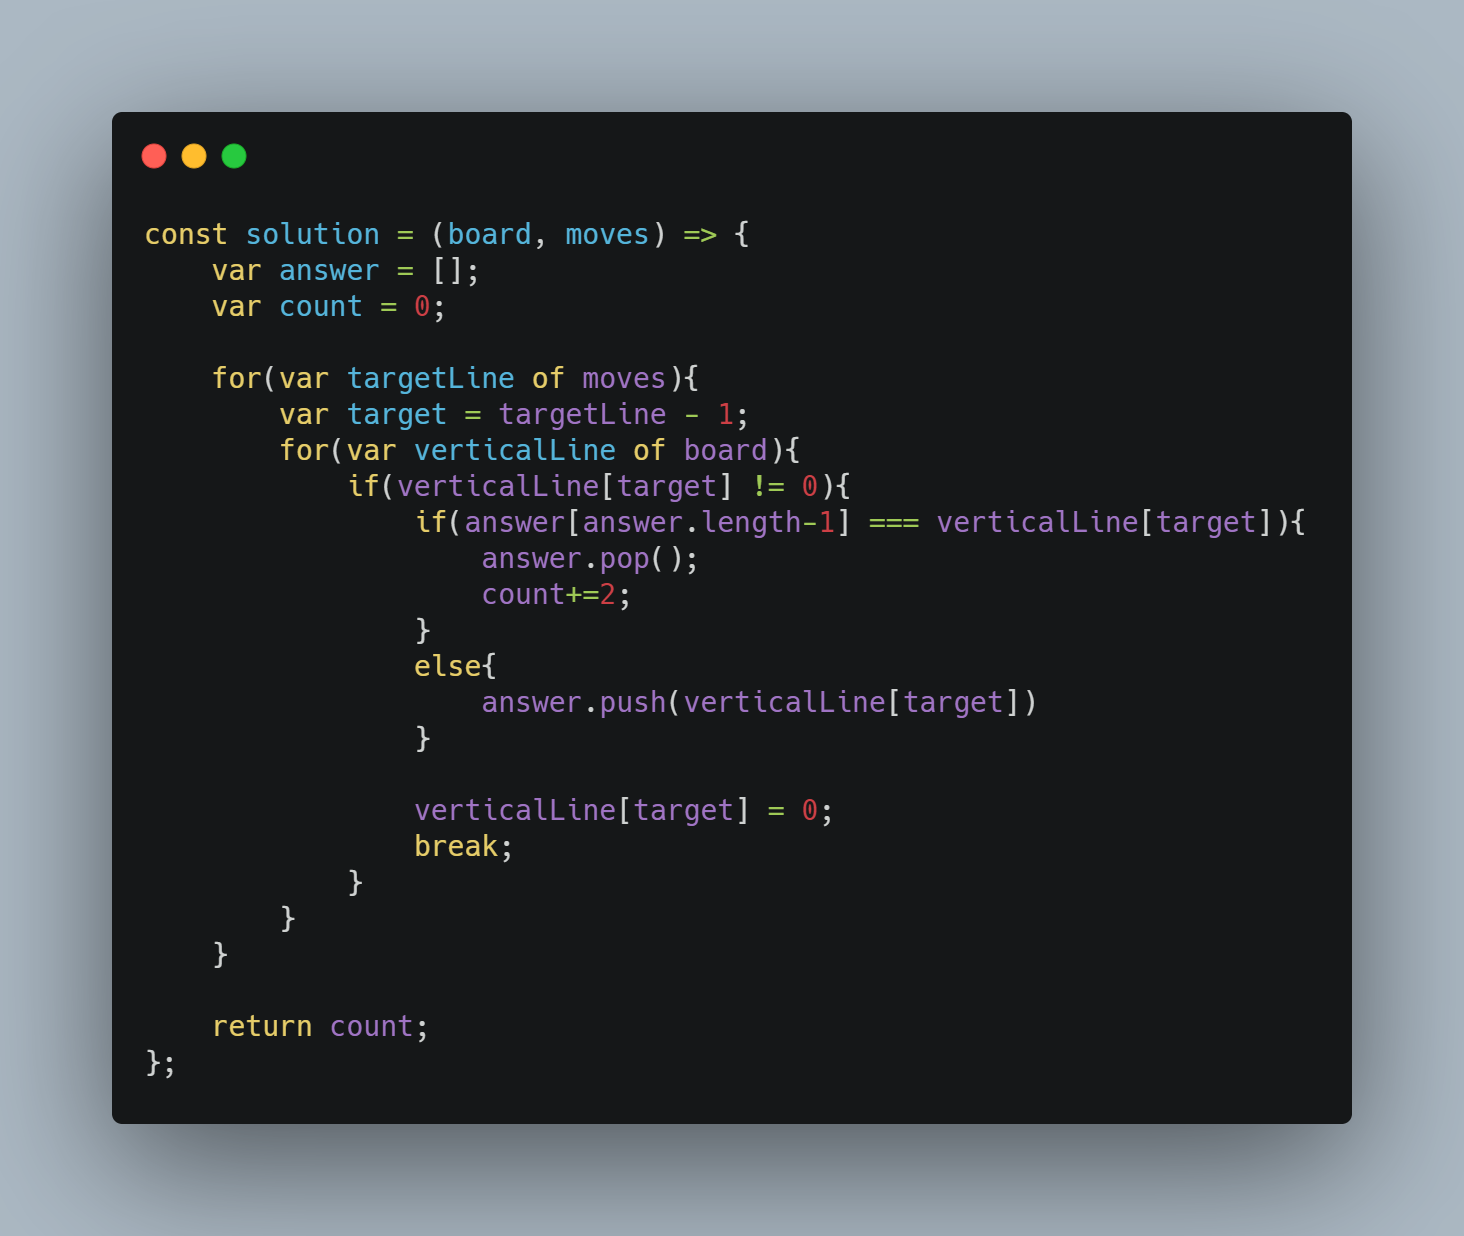 const solution = (board, moves) => {
    var answer = [];
    var count = 0;

    for(var targetLine of moves){
        var target = targetLine - 1;
        for(var verticalLine of board){
            if(verticalLine[target] != 0){
                if(answer[answer.length-1] === verticalLine[target]){
                    answer.pop();
                    count+=2;
                }
                else{
                    answer.push(verticalLine[target])
                }

                verticalLine[target] = 0;
                break;
            }
        }
    }

    return count;
};